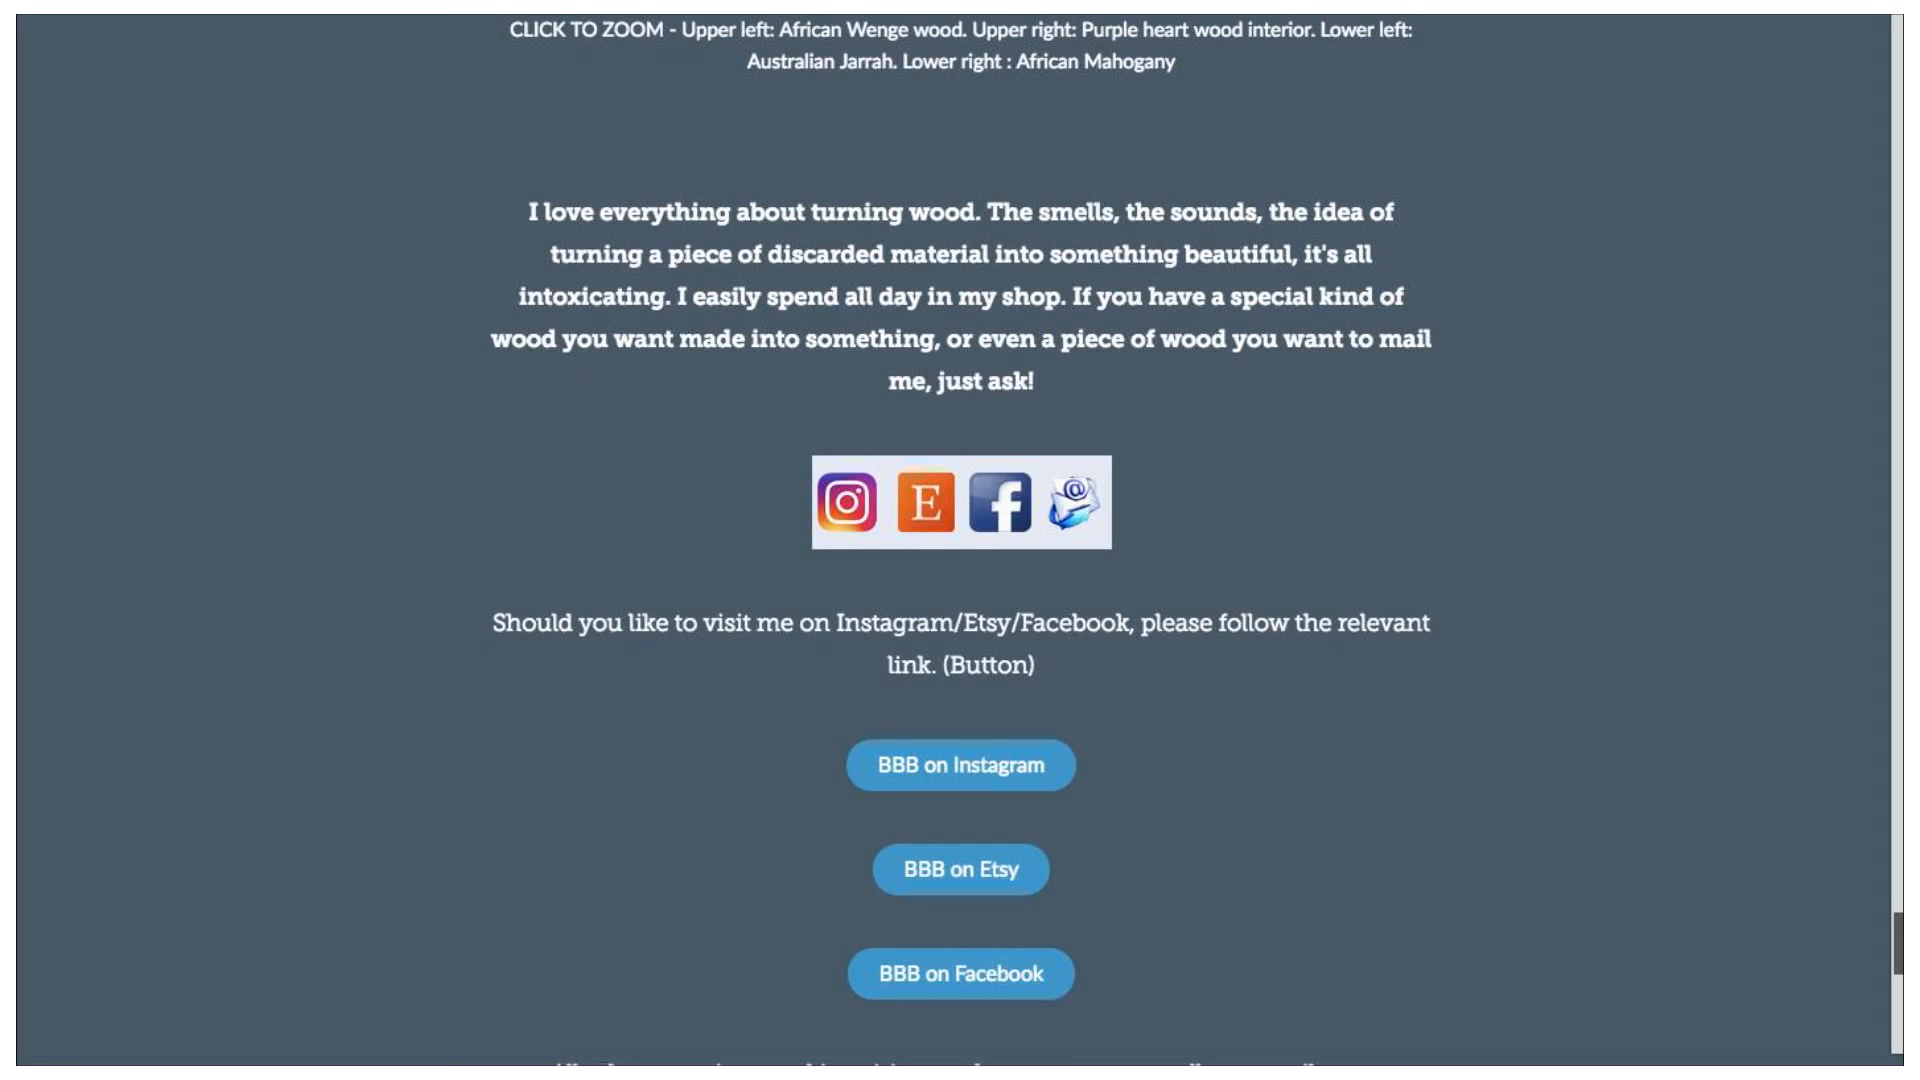 CLICK TO ZOOM - Upper left: African Wenge wood. Upper right: Purple heart wood interior. Lower left:
Australian Jarrah. Lower right : African Mahogany
I love everything about turning wood. The smells, the sounds, the idea of
turning a piece of discarded material into something beautiful, it's all
intoxicating. I easily spend all day in my shop. If you have a special kind of
wood you want made into something, or even a piece of wood you want to mail
me, just ask!
E f @
Should you like to visit me on Instagram/Etsy/Facebook, please follow the relevant
link. (Button)
BBB on Instagram
BBB on Etsy
BBB on Facebook